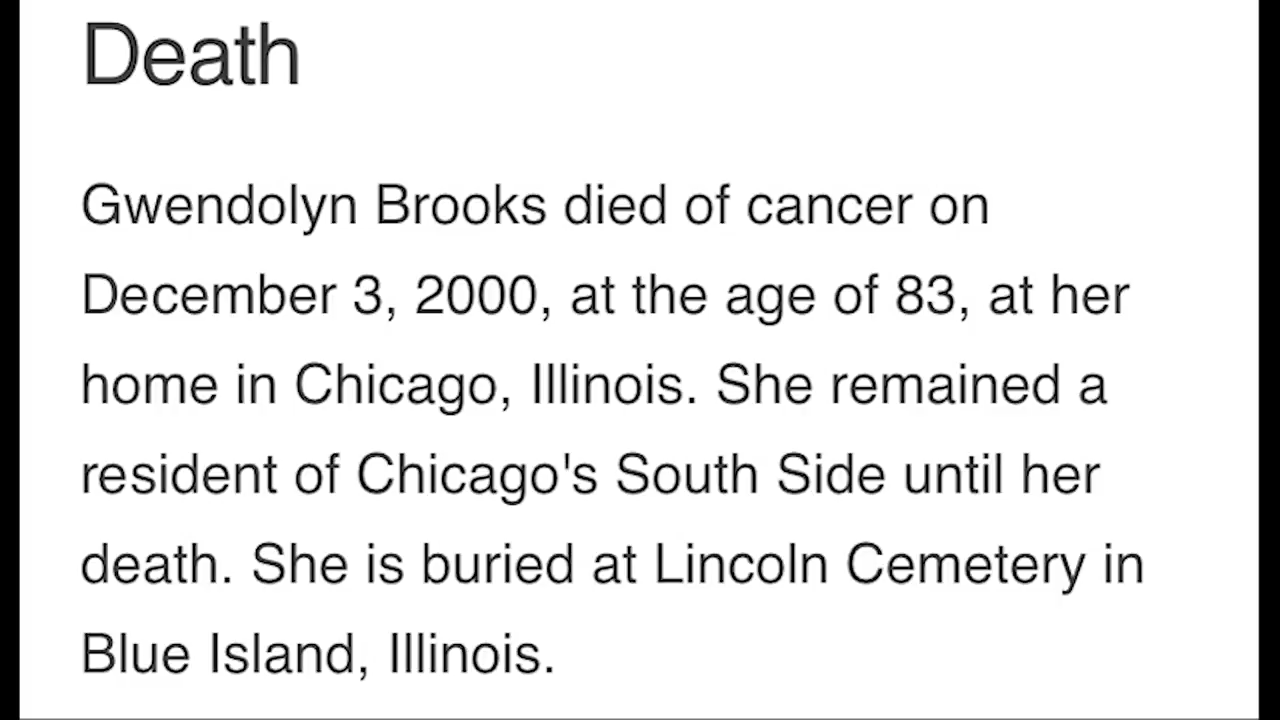 Death
Gwendolyn Brooks died of cancer on
December 3, 2000, at the age of 83, at her
home in Chicago, Illinois. She remained a
resident of Chicago's South Side until her
death. She is buried at Lincoln Cemetery in
Blue Island, Illinois.